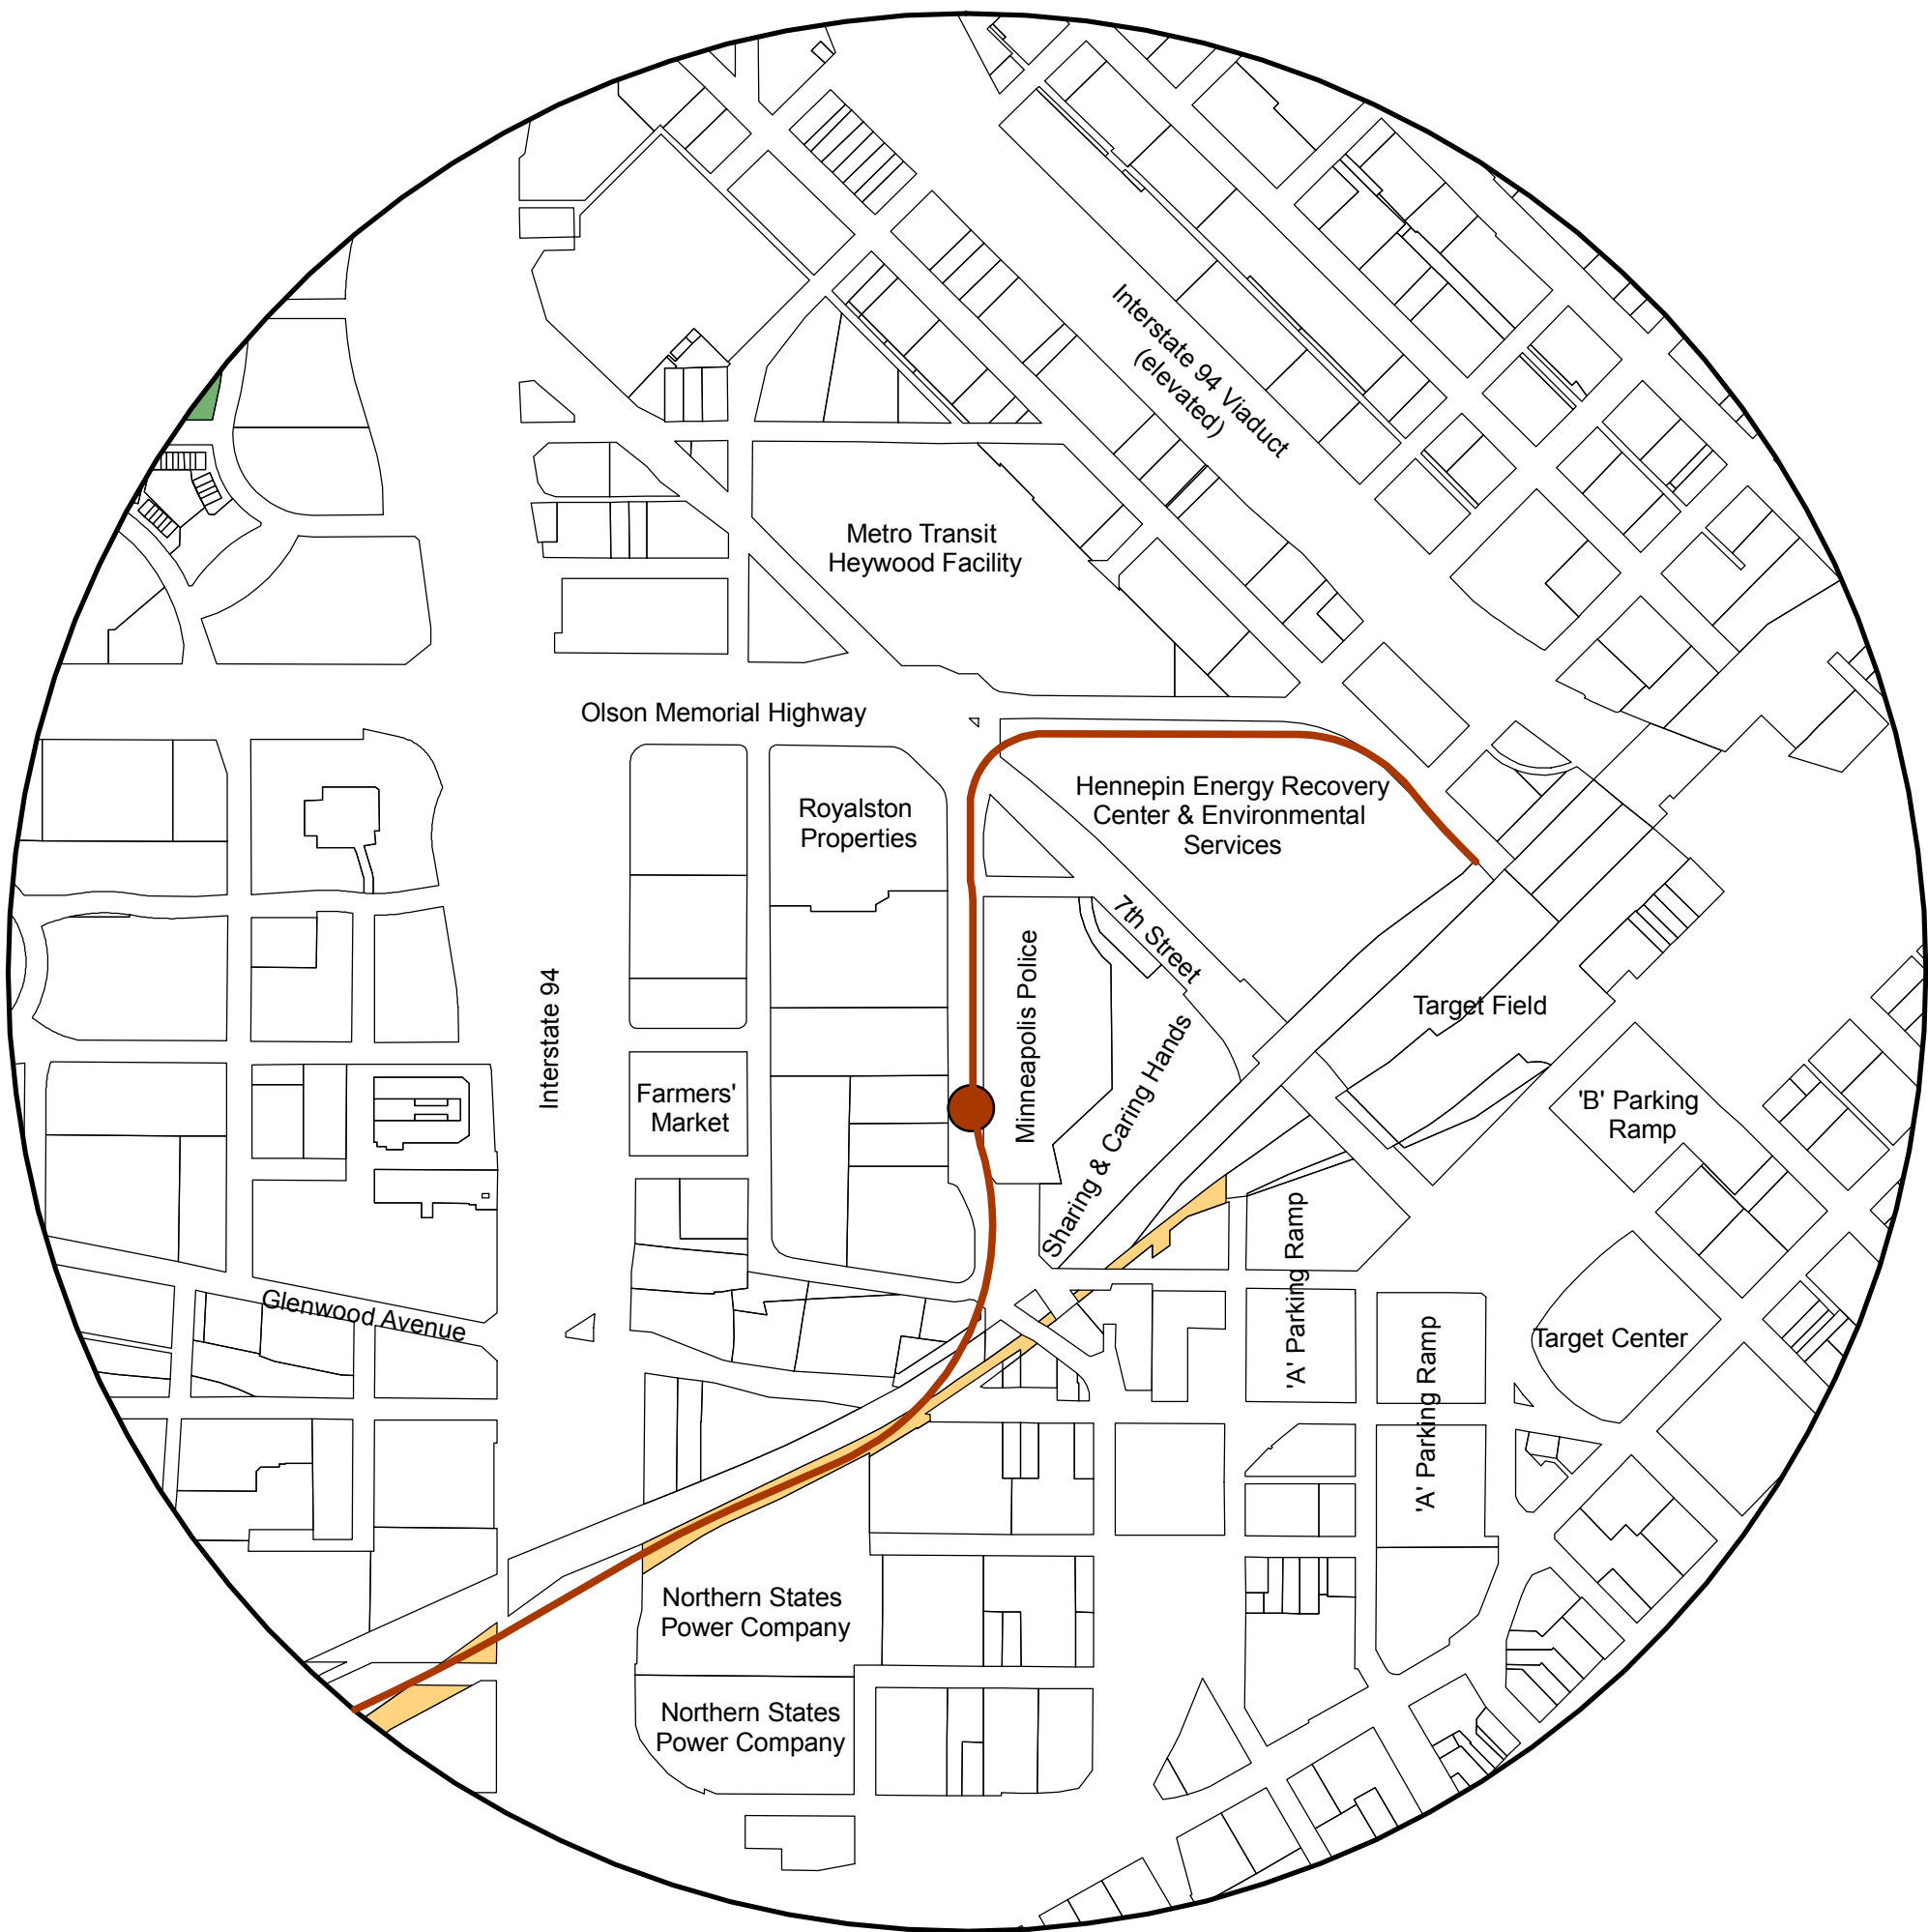 Interstate 94 Viaduct
(elevated)
Metro Transit
Heywood Facility
Olson Memorial Highway
Hennepin Energy Recovery
Center & Environmental
Services
Royalston
Properties
7th Street
Minneapolis Police
Interstate 94
Target Field
Sharing & Caring Hands
Farmers'
Market
'B' Parking
Ramp
'A' Parking Ramp
Glenwood Avenue
Target Center
'A' Parking Ramp
Northern States
Power Company
Northern States
Power Company